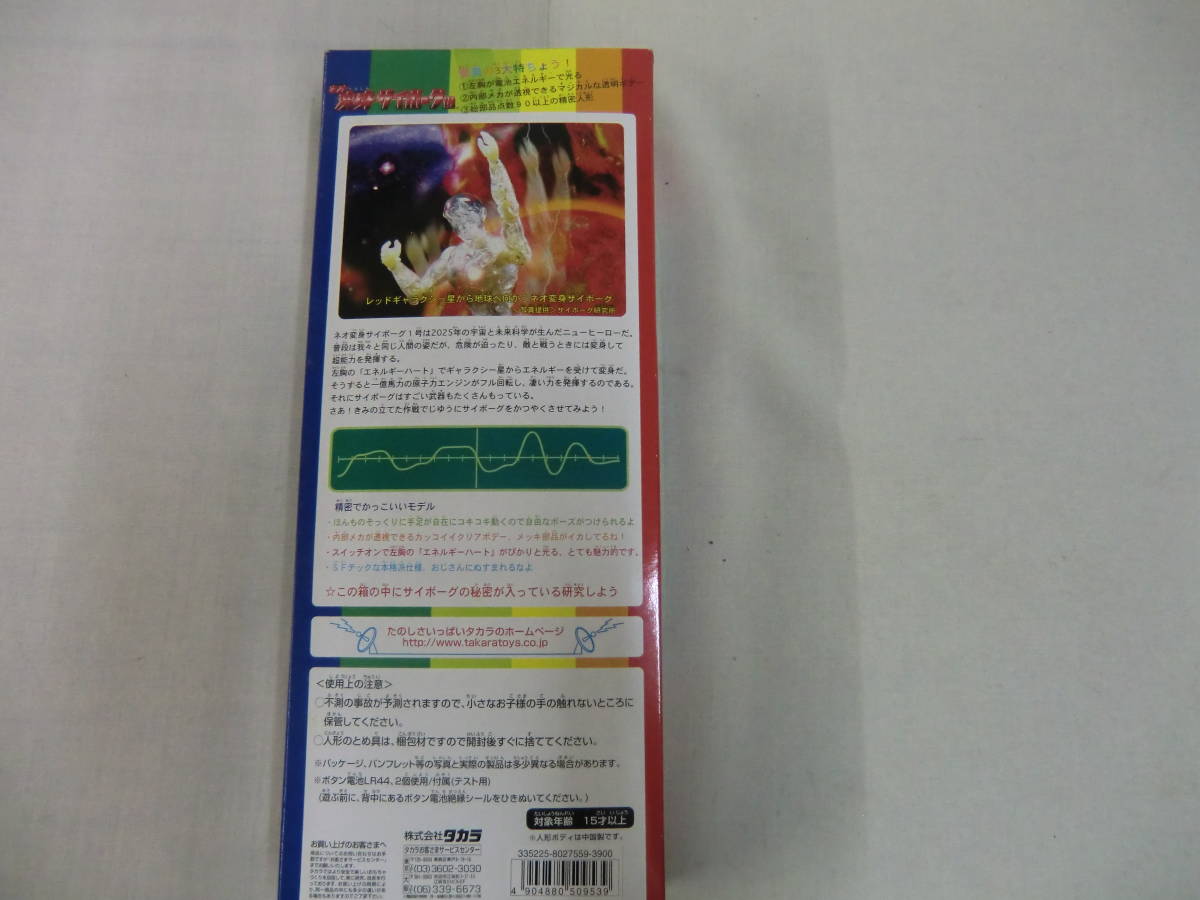 驚異の3大特ちょう！
①左胸が電池エネルギーで光る
②内部メカが透視できるマジカルな透明ボデー
③総部品点数９０以上の精密人形
レッドギャラクシー星から地球へ向かうネオ変身サイボーグ
写真提供：サイボーグ研究所
ネオ変身サイボーグ１号は2025年の宇宙と未来科学が生んだニューヒーローだ。
普段は我々と同じ人間の姿だが、危険が迫ったり、敵と戦うときには変身して
超能力を発揮する。
左胸の「エネルギーハート」でギャラクシー星からエネルギーを受けて変身だ。
そうすると一億馬力の原子力エンジンがフル回転し、凄い力を発揮するのである。
それにサイボーグはすごい武器もたくさんもっている。
さあ！きみの立てた作戦でじゆうにサイボーグをかつやくさせてみよう！
精密でかっこいいモデル
・ほんものそっくりに手足が自在にコキコキ動くので自由なポーズがつけられるよ
・内部メカが透視できるカッコイイクリアボデー、メッキ部品がイカしてるね！
・スイッチオンで左胸の「エネルギーハート」がぴかりと光る、とても魅力的です。
・ＳＦチックな本格派仕様、おじさんにぬすまれるなよ
☆この箱の中にサイボーグの秘密が入っている研究しよう
たのしさいっぱいタカラのホームページ
http://www.takaratoys.co.jp
＜使用上の注意＞
○不測の事故が予測されますので、小さなお子様の手の触れないところに
保管してください。
○人形のとめ具は、梱包材ですので開封後すぐに捨ててください。
※パッケージ、パンフレット等の写真と実際の製品は多少異なる場合があります。
※ボタン電池LR44、2個使用/付属(テスト用)
(遊ぶ前に、背中にあるボタン電池絶縁シールをひきぬいてください。)
対象年齢 15才以上
※人形ボディは中国製です。
株式会社タカラ
タカラお客さまサービスセンター
(03)3602-3030
(06)339-6673
お買い上げのお客さまへ
335225-8027559-3900
4 904880 509539